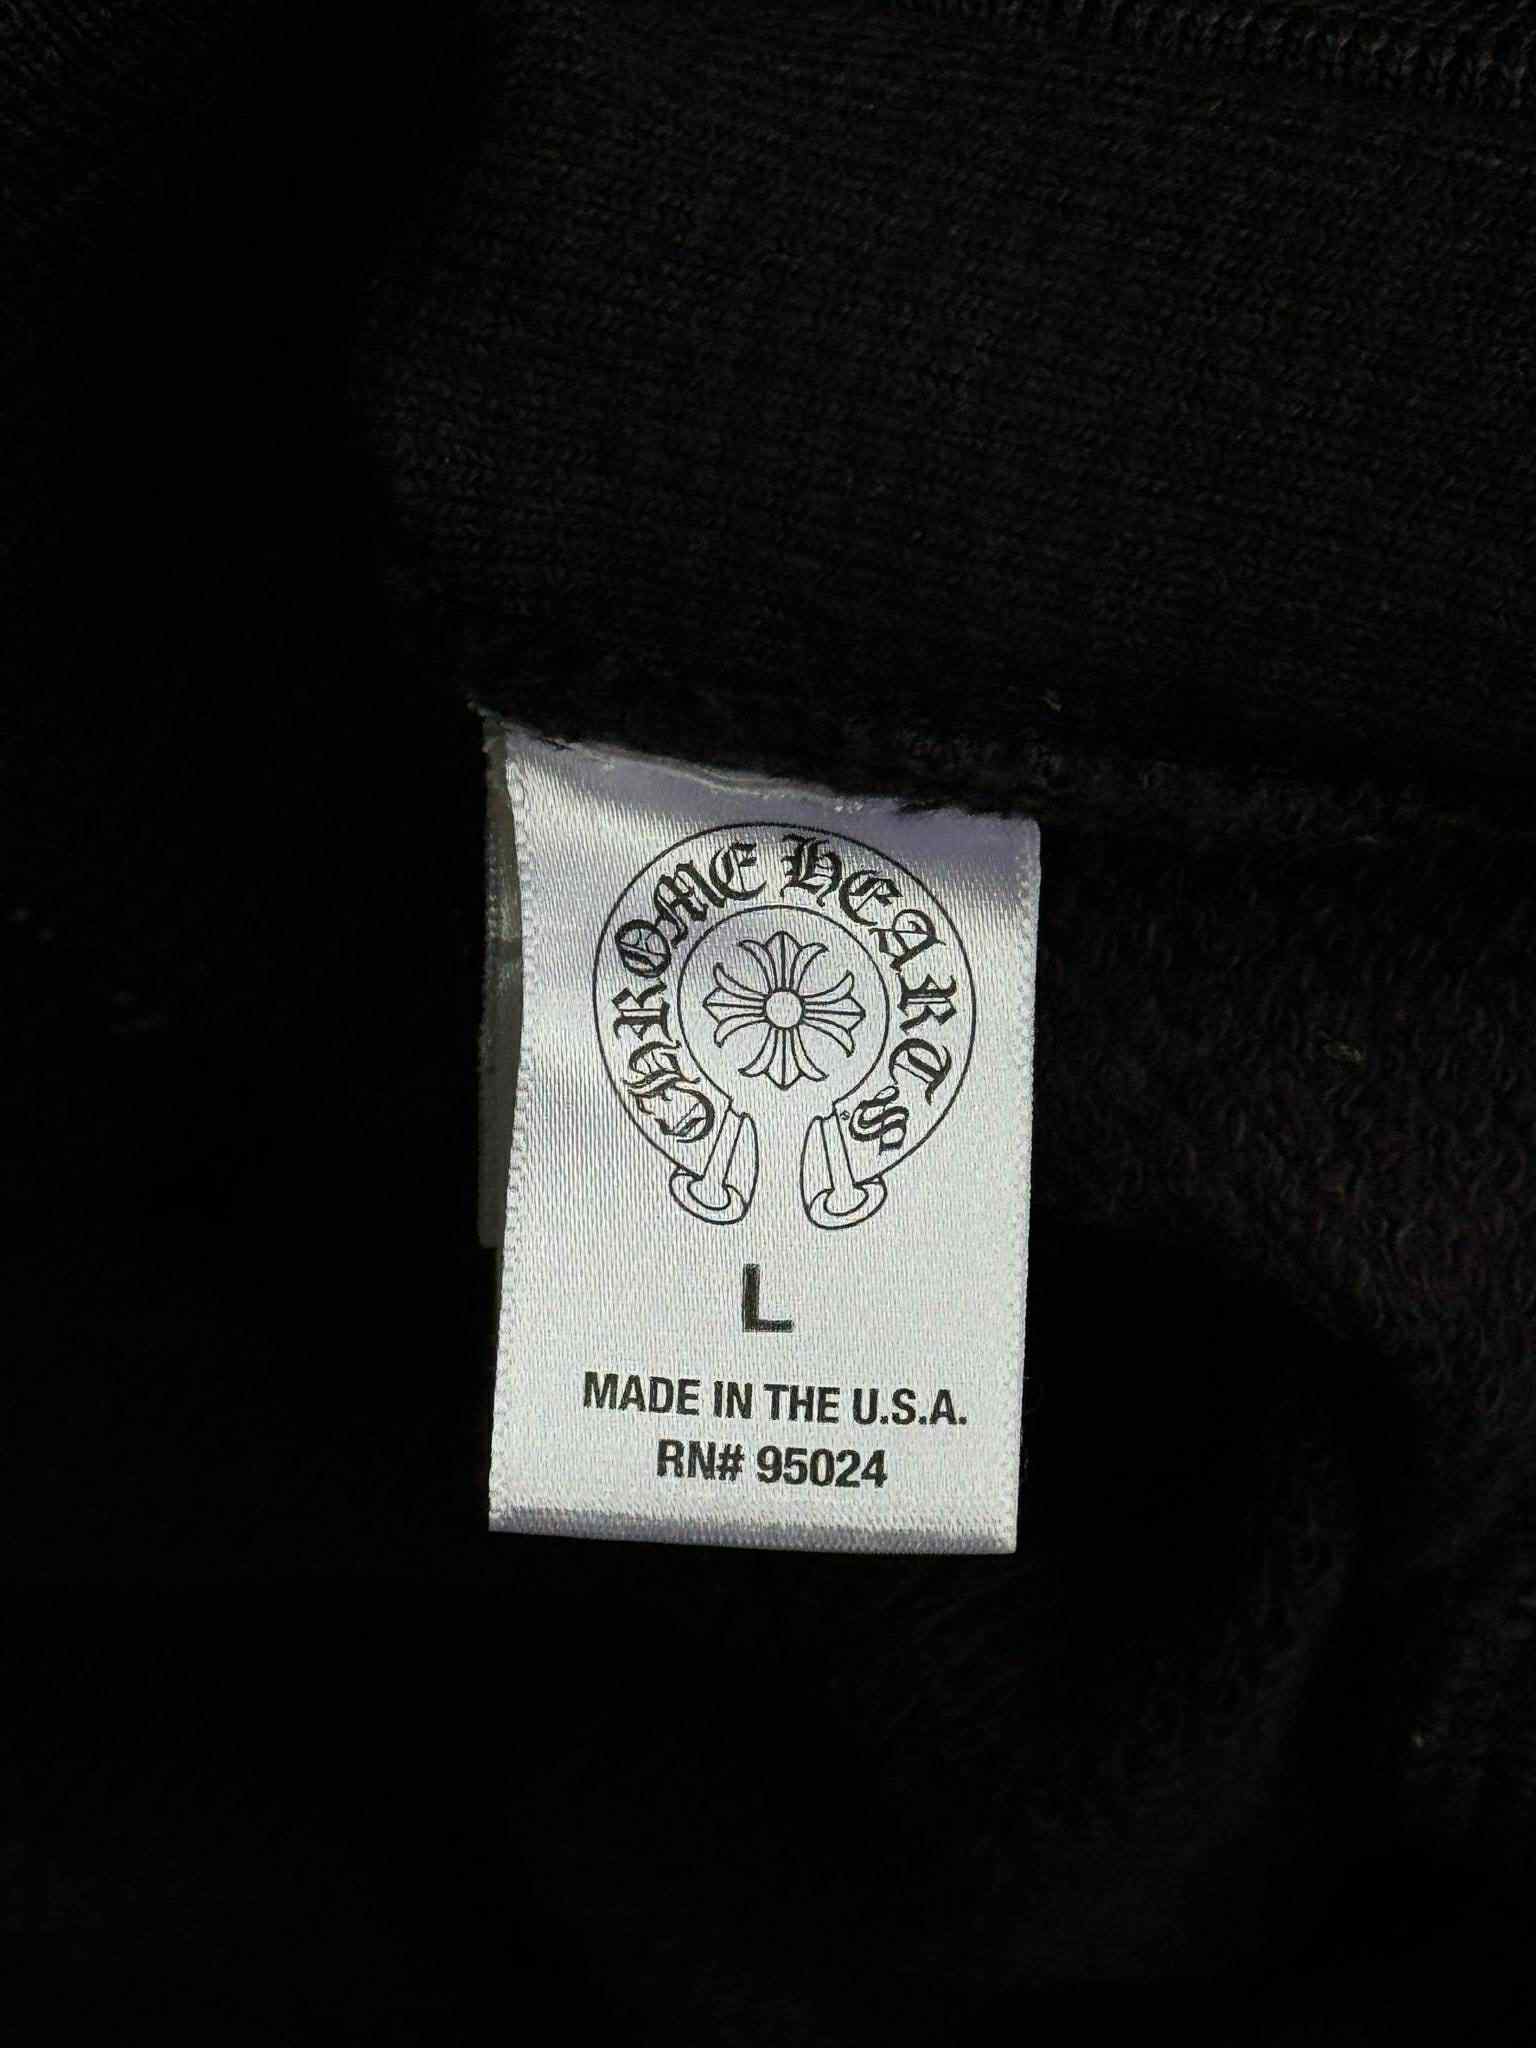 CHROME HEARTS
®
L
MADE IN THE U.S.A.
RN# 95024